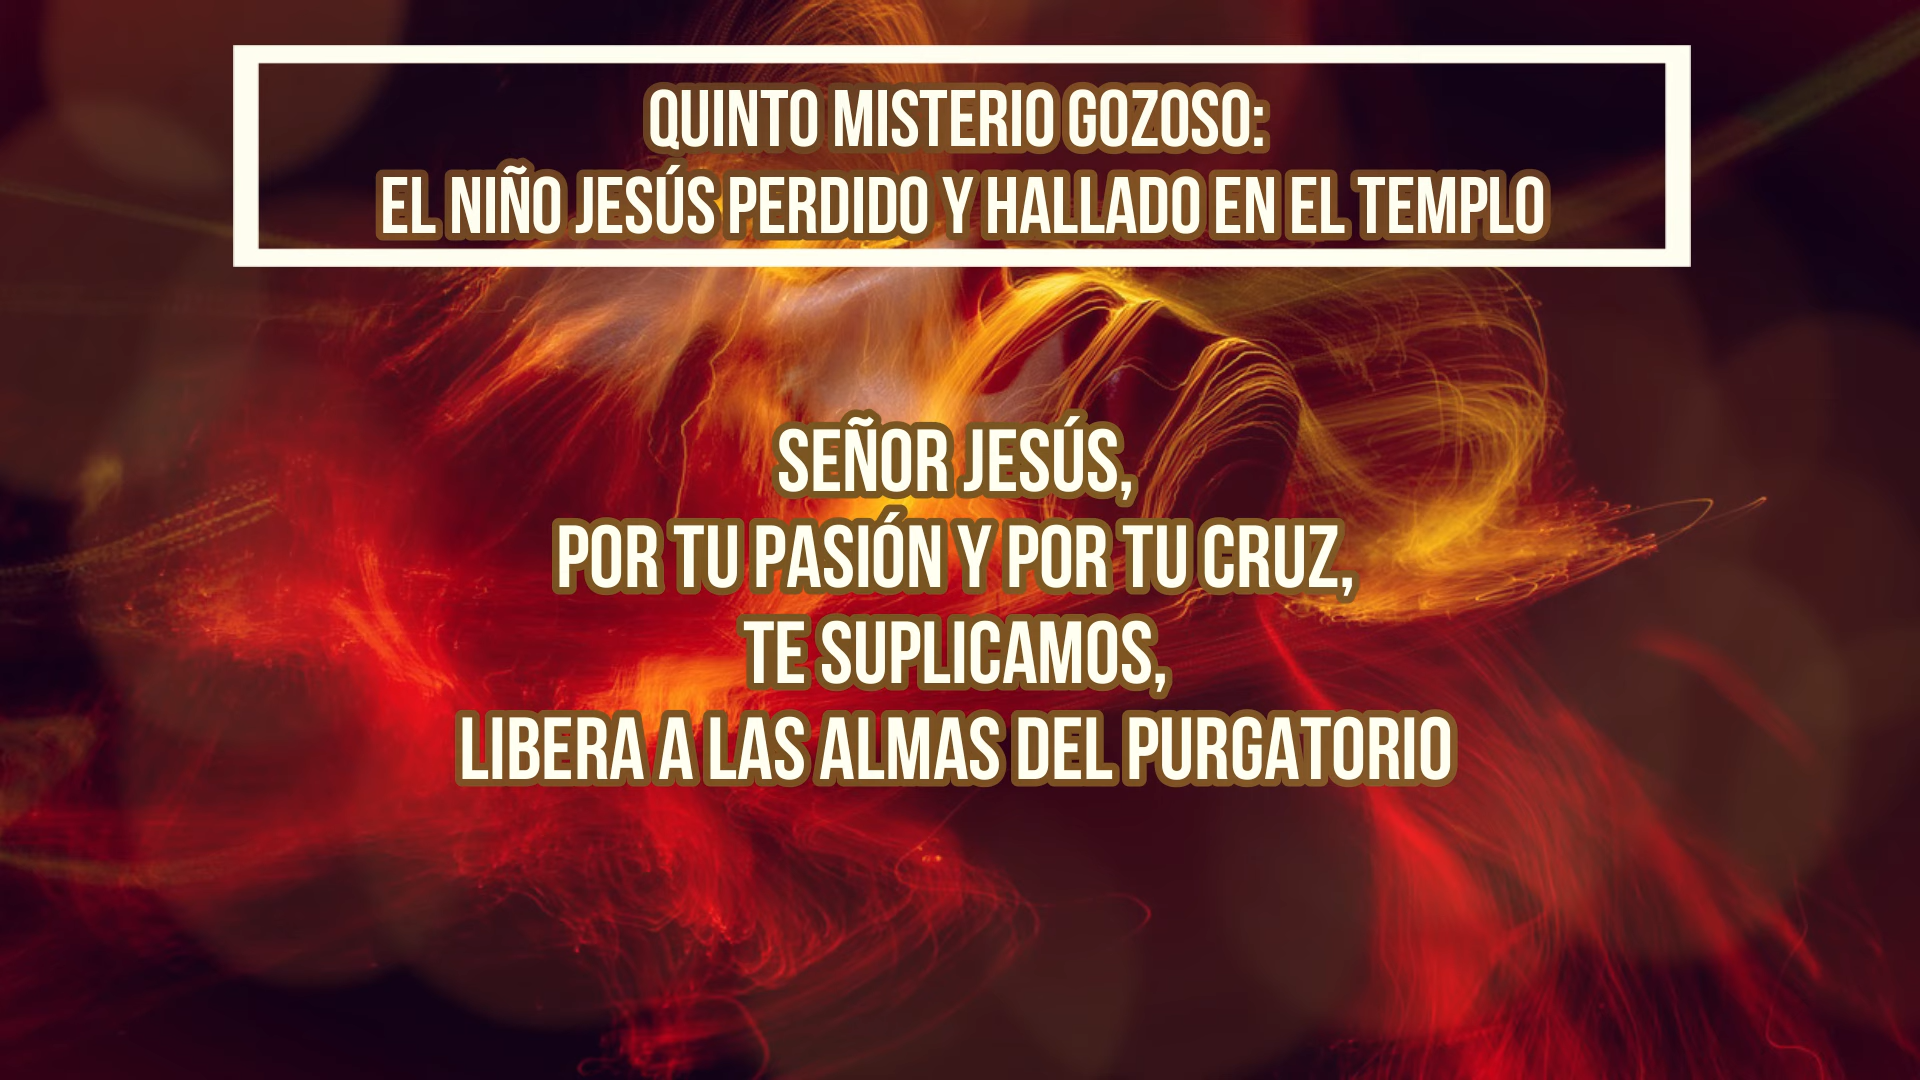 QUINTO MISTERIO GOZOSO:
EL NIÑO JESÚS PERDIDO Y HALLADO EN EL TEMPLO
SEÑOR JESÚS,
POR TU PASIÓN Y POR TU CRUZ,
TE SUPLICAMOS,
LIBERA A LAS ALMAS DEL PURGATORIO